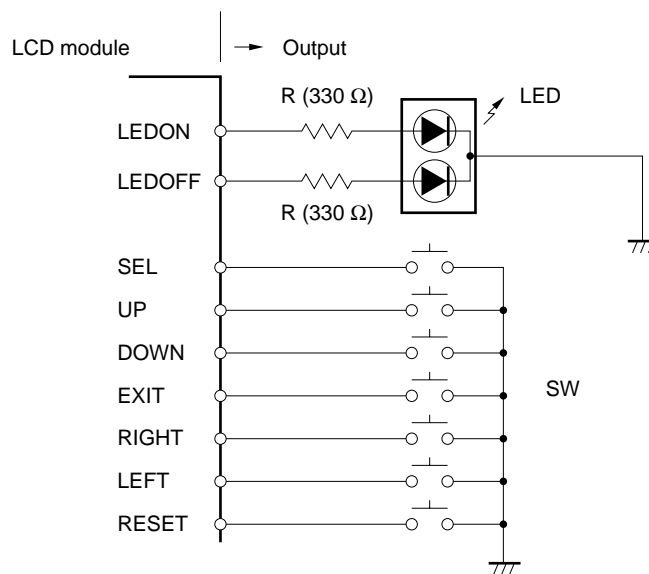 LCD module
Output
R (330 Ω)
LED
LEDON
LEDOFF
R (330 Ω)
SEL
UP
DOWN
EXIT
SW
RIGHT
LEFT
RESET